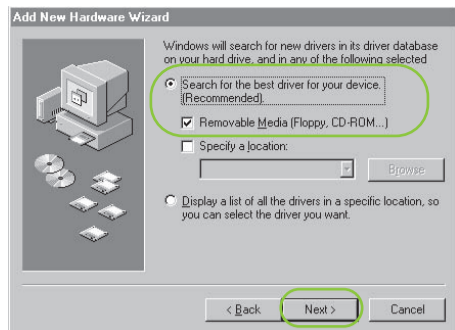 Add New Hardware Wizard
Windows will search for new drivers in its driver database
on your hard drive, and in any of the following selected
Search for the best driver for your device.
(Recommended).
Removable Media (Floppy, CD-ROM...)
Specify a location:
Browse
Display a list of all the drivers in a specific location, so
you can select the driver you want.
< Back
Next >
Cancel